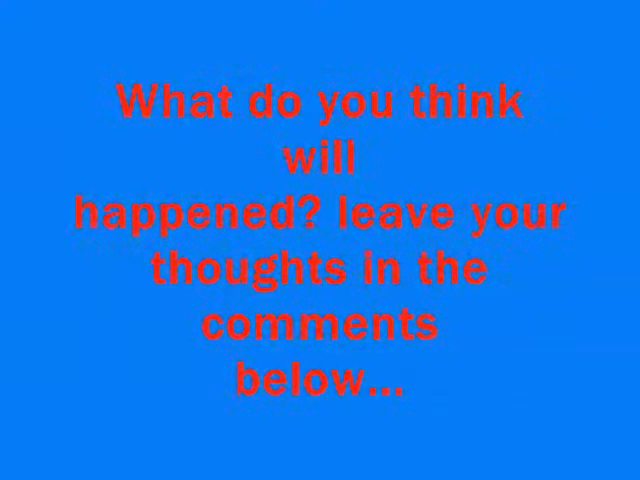 What do you think
will
happened? leave your
thoughts in the
comments
below...